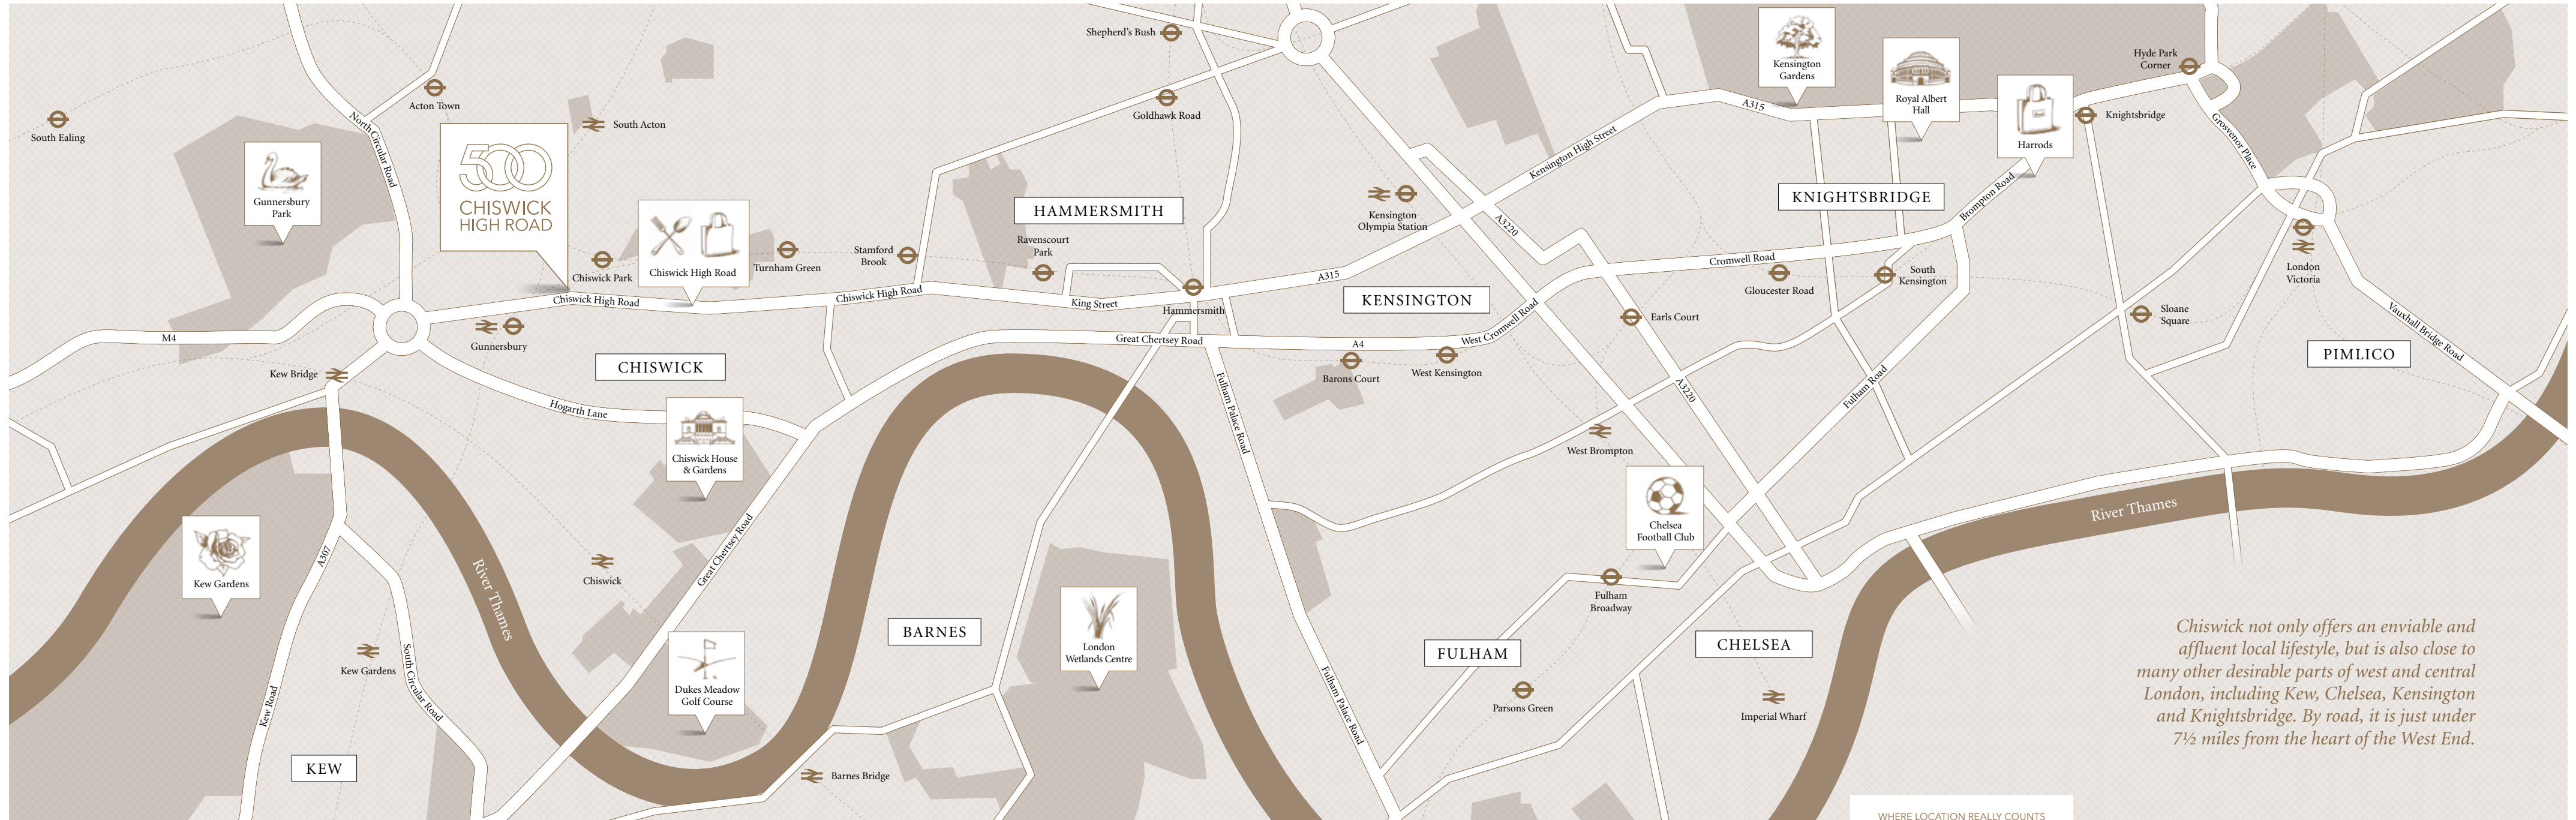 Shepherd's Bush
Kensington
Gardens
Hyde Park
Corner
Royal Albert
Hall
Acton Town
South Ealing
North Circular Road
South Acton
Goldhawk Road
A315
Knightsbridge
Harrods
Grosvenor Place
500
CHISWICK
HIGH ROAD
Gunnersbury
Park
Kensington High Street
HAMMERSMITH
KNIGHTSBRIDGE
Brompton Road
Kensington
Olympia Station
A3220
Ravenscourt
Park
Stamford
Brook
Turnham Green
Chiswick Park
Chiswick High Road
Chiswick High Road
Chiswick High Road
King Street
Hammersmith
A315
KENSINGTON
Cromwell Road
Gloucester Road
South
Kensington
London
Victoria
Sloane
Square
Earls Court
West Cromwell Road
Vauxhall Bridge Road
PIMLICO
M4
Gunnersbury
Great Chertsey Road
A4
Barons Court
West Kensington
Kew Bridge
CHISWICK
Hogarth Lane
Fulham Palace Road
A3220
Fulham Road
Chiswick House
& Gardens
West Brompton
Chelsea
Football Club
River Thames
A307
Kew Gardens
River Thames
Chiswick
Great Chertsey Road
Fulham
Broadway
London
Wetlands Centre
BARNES
FULHAM
CHELSEA
Kew Gardens
South Circular Road
Kew Road
Dukes Meadow
Golf Course
Fulham Palace Road
Parsons Green
Imperial Wharf
KEW
Barnes Bridge
Chiswick not only offers an enviable and
affluent local lifestyle, but is also close to
many other desirable parts of west and central
London, including Kew, Chelsea, Kensington
and Knightsbridge. By road, it is just under
7½ miles from the heart of the West End.
WHERE LOCATION REALLY COUNTS